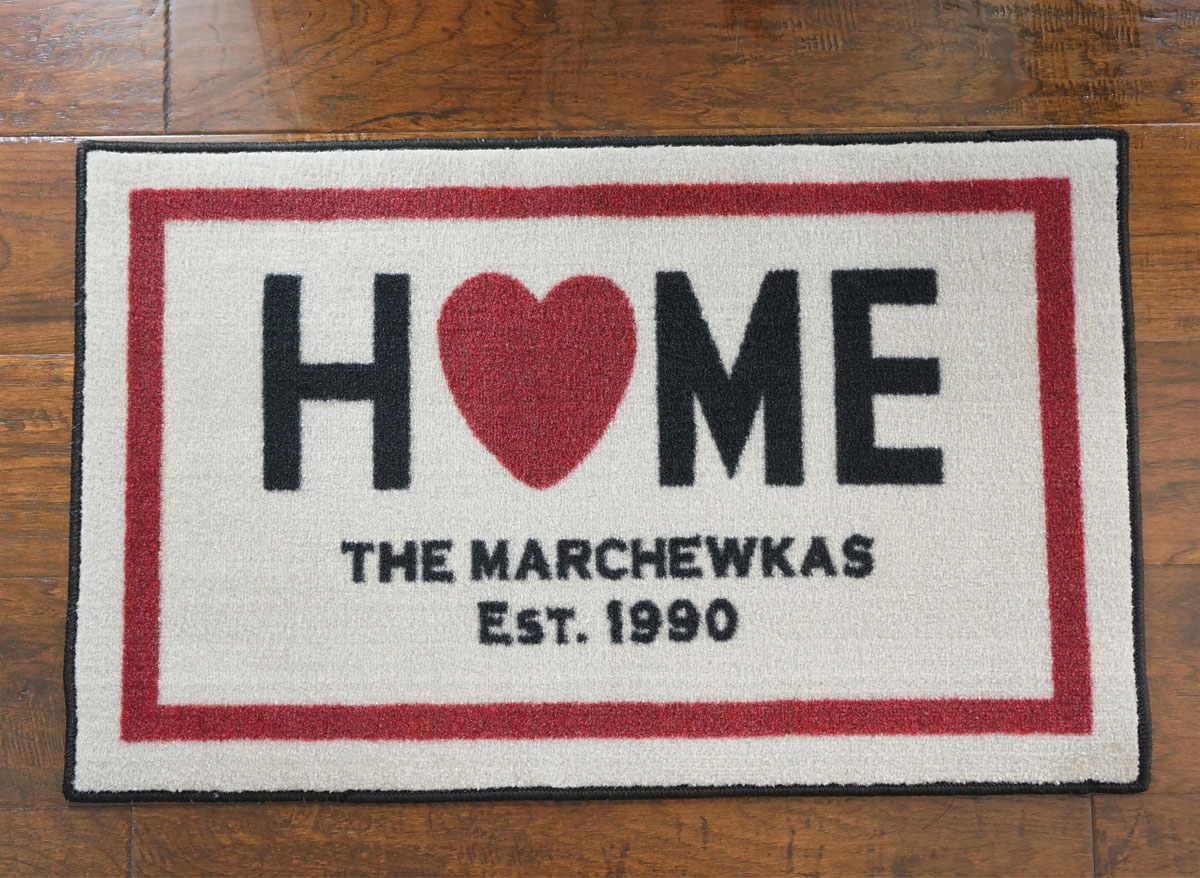 H❤ME
THE MARCHEWKAS
EST. 1990